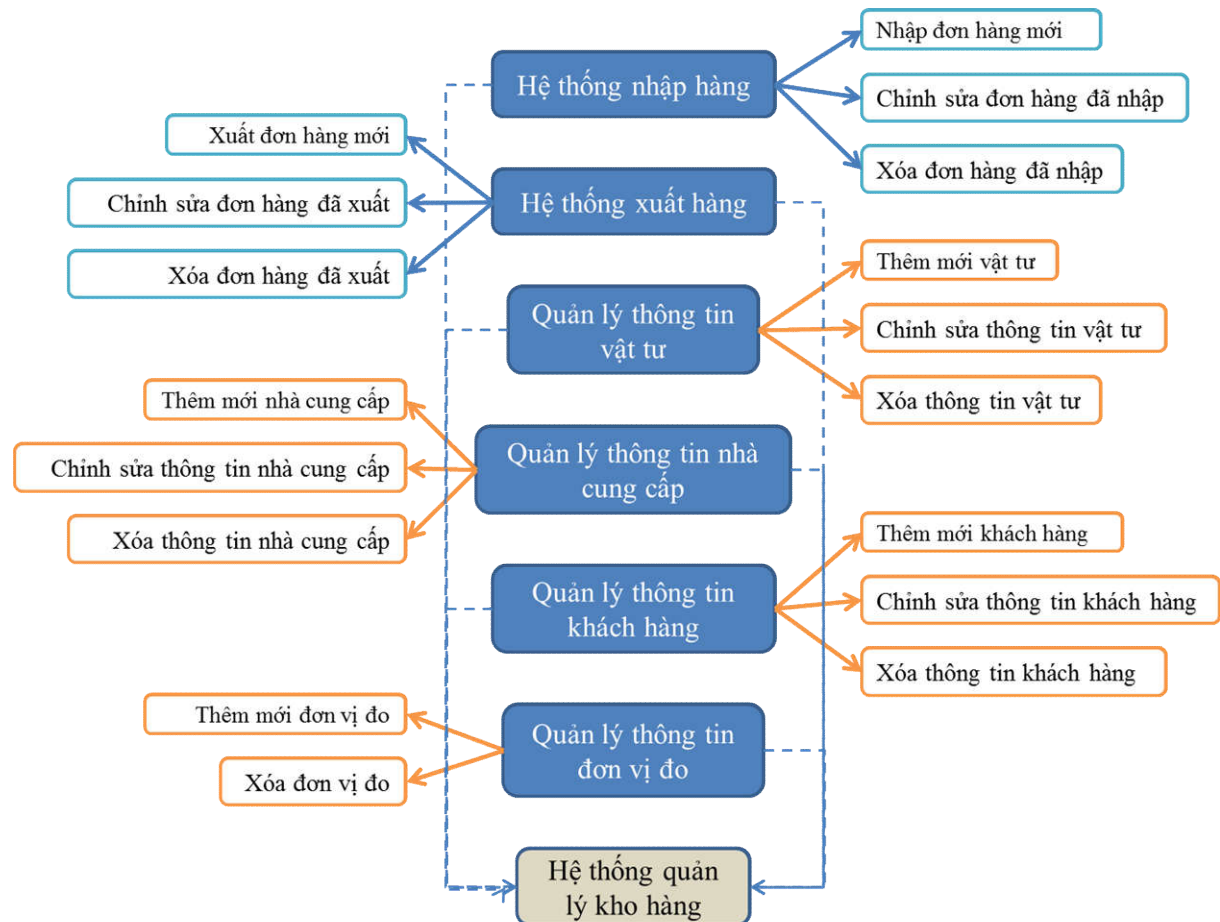 Nhập đơn hàng mới
Hệ thống nhập hàng
Chỉnh sửa đơn hàng đã nhập
Xóa đơn hàng đã nhập
Xuất đơn hàng mới
Chỉnh sửa đơn hàng đã xuất
Hệ thống xuất hàng
Xóa đơn hàng đã xuất
Thêm mới vật tư
Quản lý thông tin
vật tư
Chỉnh sửa thông tin vật tư
Xóa thông tin vật tư
Thêm mới nhà cung cấp
Chỉnh sửa thông tin nhà cung cấp
Quản lý thông tin nhà
cung cấp
Xóa thông tin nhà cung cấp
Thêm mới khách hàng
Quản lý thông tin
khách hàng
Chỉnh sửa thông tin khách hàng
Xóa thông tin khách hàng
Thêm mới đơn vị đo
Quản lý thông tin
đơn vị đo
Xóa đơn vị đo
Hệ thống quản
lý kho hàng